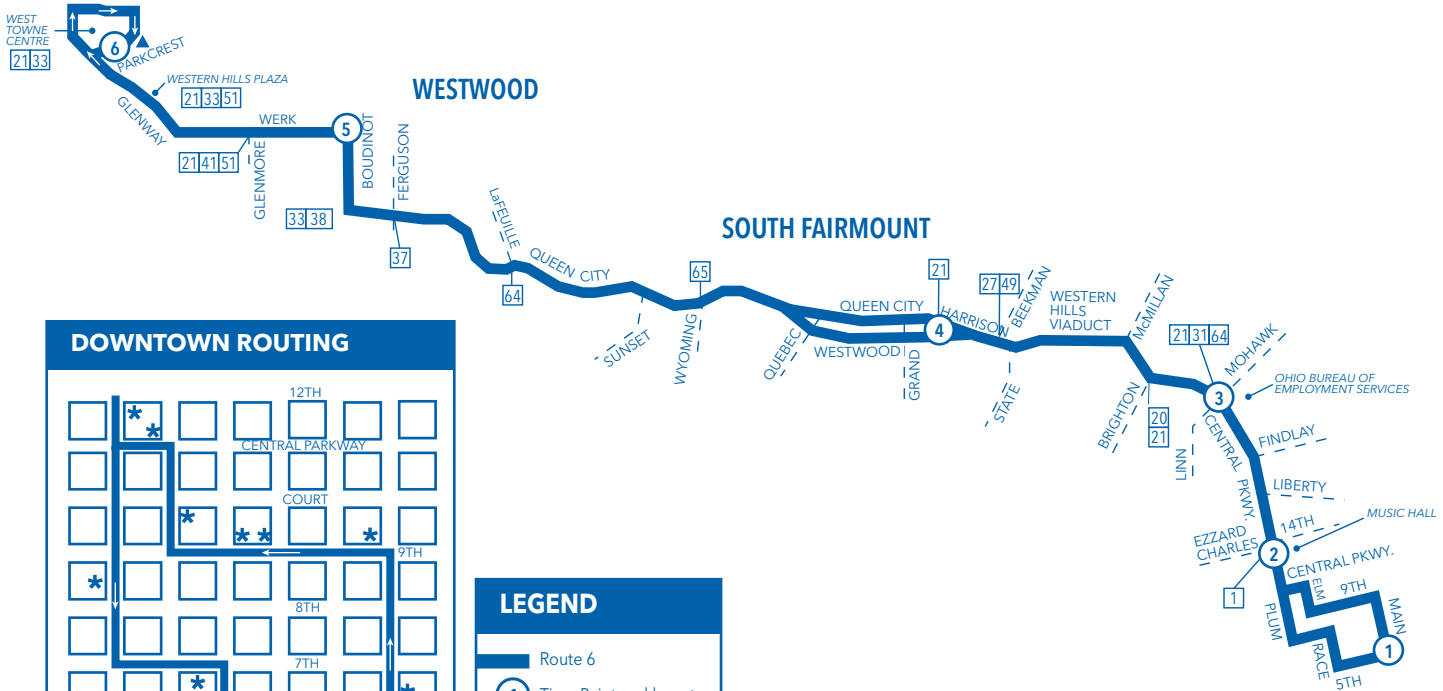 WEST
TOWNE
CENTRE
21 33
6
PARKCREST
WESTERN HILLS PLAZA
21 33 51
GLENWAY
WERK
5
BOUDINOT
21 41 51
GLENMORE
FERGUSON
33 38
37
WESTWOOD
LaFEUILLE
64
QUEEN CITY
SUNSET
65
WYOMING
SOUTH FAIRMOUNT
QUEBEC
QUEEN CITY
WESTWOOD
GRAND
21
4
HARRISON
27 49
BEEKMAN
STATE
WESTERN
HILLS
VIADUCT
McMILLAN
BRIGHTON
20
21
21 31 64
MOHAWK
3
OHIO BUREAU OF
EMPLOYMENT SERVICES
LINN
CENTRAL PKWY.
FINDLAY
LIBERTY
14TH
MUSIC HALL
EZZARD
CHARLES
2
1
CENTRAL PKWY.
ELM
9TH
MAIN
PLUM
RACE
1
5TH
DOWNTOWN ROUTING
12TH
CENTRAL PARKWAY
COURT
9TH
8TH
7TH
LEGEND
Route 6